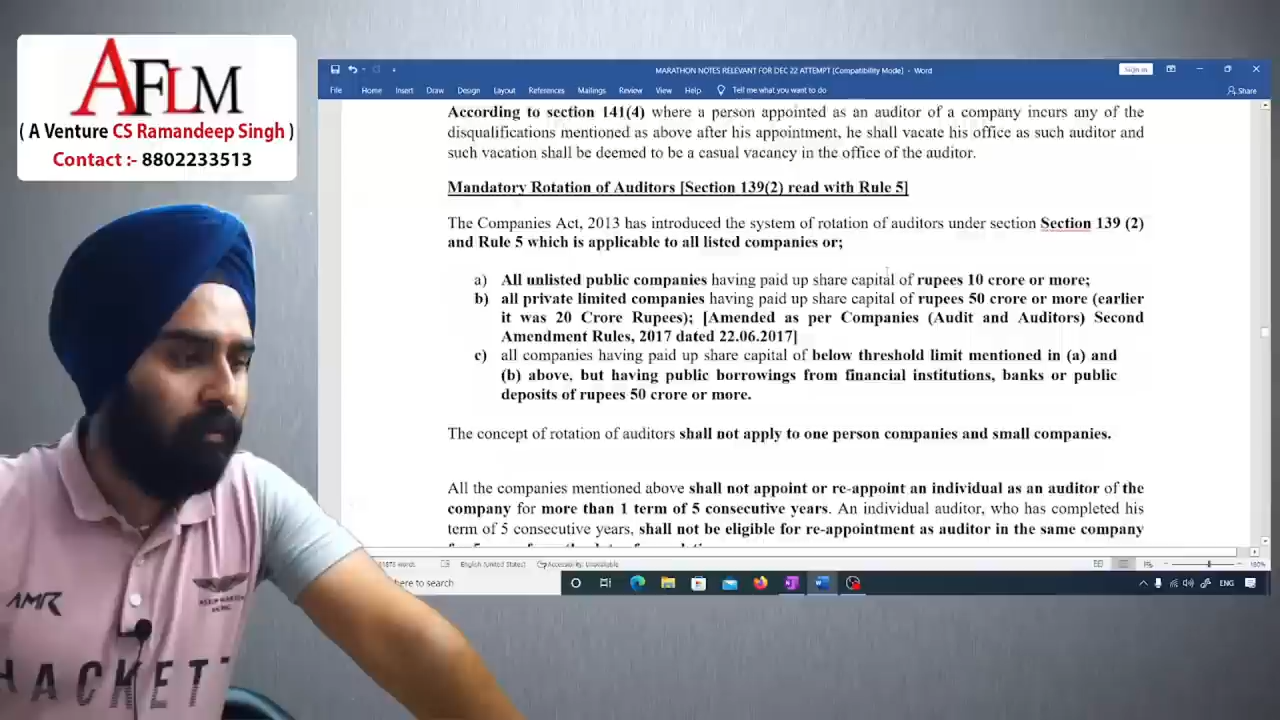 AFLM
( A Venture CS Ramandeep Singh )
Contact :- 8802233513
MARATHON NOTES RELEVANT FOR DEC 22 ATTEMPT [Compatibility Mode] - Word
Sign in
File Home Insert Draw Design Layout References Mailings Review View Help Tell me what you want to do Share
According to section 141(4) where a person appointed as an auditor of a company incurs any of the
disqualifications mentioned as above after his appointment, he shall vacate his office as such auditor and
such vacation shall be deemed to be a casual vacancy in the office of the auditor.
Mandatory Rotation of Auditors [Section 139(2) read with Rule 5]
The Companies Act, 2013 has introduced the system of rotation of auditors under section Section 139 (2)
and Rule 5 which is applicable to all listed companies or;
a) All unlisted public companies having paid up share capital of rupees 10 crore or more;
b) all private limited companies having paid up share capital of rupees 50 crore or more (earlier
it was 20 Crore Rupees); [Amended as per Companies (Audit and Auditors) Second
Amendment Rules, 2017 dated 22.06.2017]
c) all companies having paid up share capital of below threshold limit mentioned in (a) and
(b) above, but having public borrowings from financial institutions, banks or public
deposits of rupees 50 crore or more.
The concept of rotation of auditors shall not apply to one person companies and small companies.
All the companies mentioned above shall not appoint or re-appoint an individual as an auditor of the
company for more than 1 term of 5 consecutive years. An individual auditor, who has completed his
term of 5 consecutive years, shall not be eligible for re-appointment as auditor in the same company
words English (United States) Accessibility: Unavailable
here to search
ENG
AMR
HACKETT